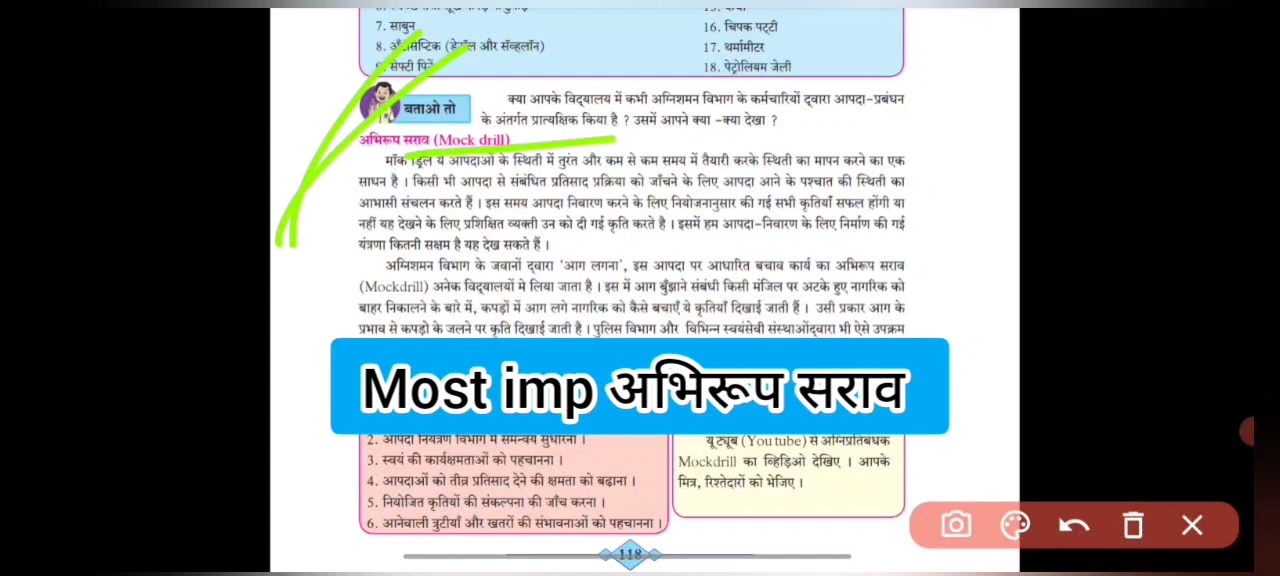 7. साबुन
16. चिपक पट्टी
8. अँटीसेप्टिक (डेटॉल और सॅव्हलॉन)
17. थर्मामीटर
9. सेफ्टी पिनें
18. पेट्रोलियम जेली
बताओ तो
क्या आपके विद्यालय में कभी अग्निशमन विभाग के कर्मचारियों द्वारा आपदा-प्रबंधन
के अंतर्गत प्रात्यक्षिक किया है ? उसमें आपने क्या -क्या देखा ?
अभिरूप सराव (Mock drill)
मॉक ड्रिल ये आपदाओं के स्थिती में तुरंत और कम से कम समय में तैयारी करके स्थिती का मापन करने का एक
साधन है । किसी भी आपदा से संबंधित प्रतिसाद प्रक्रिया को जाँचने के लिए आपदा आने के पश्चात की स्थिती का
आभासी संचलन करते हैं । इस समय आपदा निवारण करने के लिए नियोजनानुसार की गई सभी कृतियाँ सफल होंगी या
नहीं यह देखने के लिए प्रशिक्षित व्यक्ती उन को दी गई कृति करते है । इसमें हम आपदा-निवारण के लिए निर्माण की गई
यंत्रणा कितनी सक्षम है यह देख सकते हैं ।
अग्निशमन विभाग के जवानों द्वारा ‘आग लगना’, इस आपदा पर आधारित बचाव कार्य का अभिरूप सराव
(Mockdrill) अनेक विद्यालयों मे लिया जाता है । इस में आग बुँझाने संबंधी किसी मंजिल पर अटके हुए नागरिक को
बाहर निकालने के बारे में, कपड़ों में आग लगे नागरिक को कैसे बचाएँ ये कृतियाँ दिखाई जाती हैं । उसी प्रकार आग के
प्रभाव से कपड़ो के जलने पर कृति दिखाई जाती है । पुलिस विभाग और विभिन्न स्वयंसेवी संस्थाओंद्वारा भी ऐसे उपक्रम
Most imp अभिरूप सराव
2. आपदा नियंत्रण विभाग में समन्वय सुधारना ।
3. स्वयं की कार्यक्षमताओं को पहचानना ।
4. आपदाओं को तीव्र प्रतिसाद देने की क्षमता को बढ़ाना ।
5. नियोजित कृतियों की संकल्पना की जाँच करना ।
6. आनेवाली त्रुटीयाँ और खतरों की संभावनाओं को पहचानना ।
यू ट्यूब (You tube) से अग्निप्रतिबंधक
Mockdrill का व्हिडिओ देखिए । आपके
मित्र, रिश्तेदारों को भेजिए ।
118